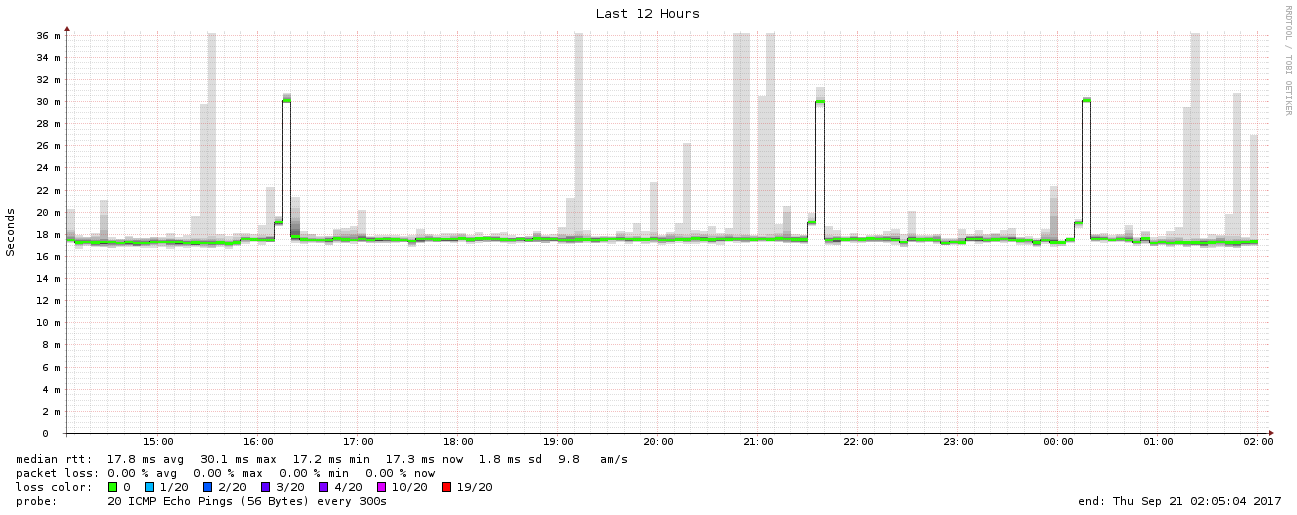 Last 12 Hours
RRDTOOL / TOBI OETIKER
Seconds
36 m
34 m
32 m
30 m
28 m
26 m
24 m
22 m
20 m
18 m
16 m
14 m
12 m
10 m
8 m
6 m
4 m
2 m
0
15:00 16:00 17:00 18:00 19:00 20:00 21:00 22:00 23:00 00:00 01:00 02:00
median rtt: 17.8 ms avg 30.1 ms max 17.2 ms min 17.3 ms now 1.8 ms sd 9.8 am/s
packet loss: 0.00 % avg 0.00 % max 0.00 % min 0.00 % now
loss color: 0 1/20 2/20 3/20 4/20 10/20 19/20
probe: 20 ICMP Echo Pings (56 Bytes) every 300s end: Thu Sep 21 02:05:04 2017